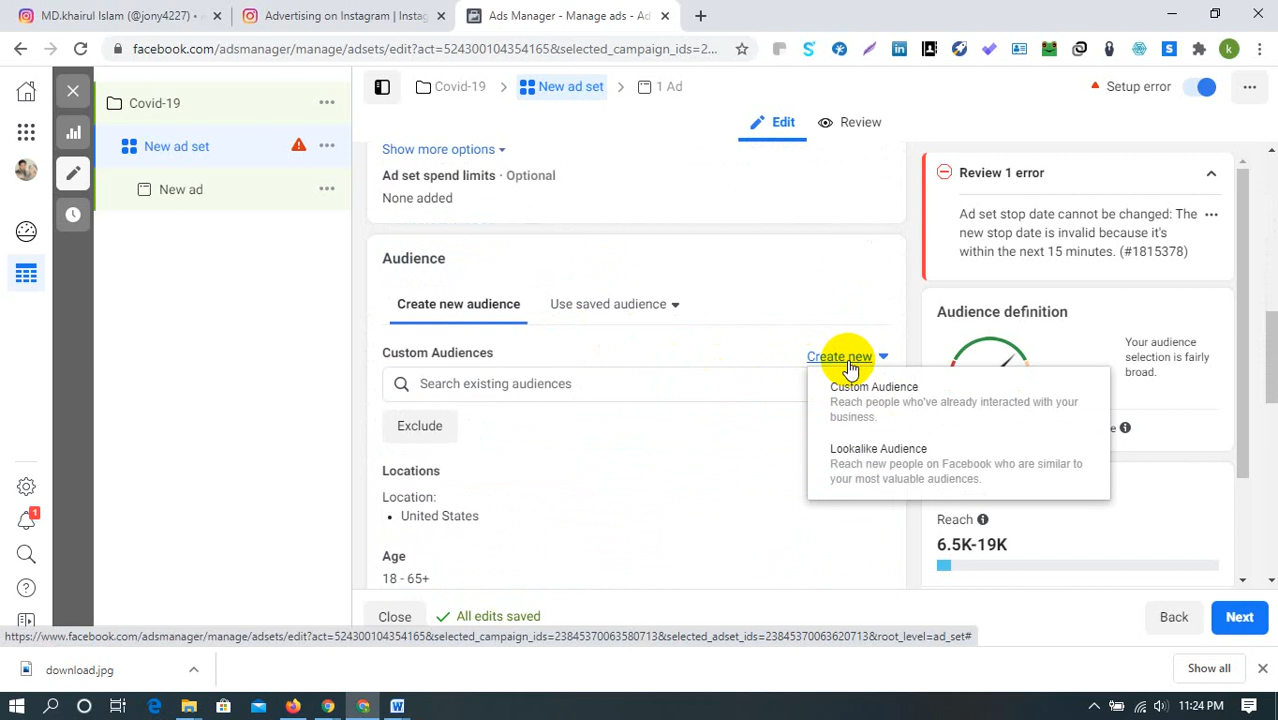 MD.khairul Islam (@jony4227) •
Advertising on Instagram | Instag
Ads Manager - Manage ads - Ad
facebook.com/adsmanager/manage/adsets/edit?act=524300104354165&selected_campaign_ids=2...
k
Covid-19
New ad set
1 Ad
Setup error
Covid-19
Edit
Review
New ad set
Show more options
Ad set spend limits • Optional
None added
Review 1 error
New ad
Ad set stop date cannot be changed: The
new stop date is invalid because it's
within the next 15 minutes. (#1815378)
Audience
Create new audience
Use saved audience
Audience definition
Your audience
selection is fairly
broad.
Custom Audiences
Create new
Search existing audiences
Custom Audience
Reach people who've already interacted with your
business.
Exclude
Lookalike Audience
Reach new people on Facebook who are similar to
your most valuable audiences.
Locations
Location:
United States
Reach
6.5K-19K
1
Age
18 - 65+
Close
All edits saved
Back
Next
https://www.facebook.com/adsmanager/manage/adsets/edit?act=524300104354165&selected_campaign_ids=23845370063580713&selected_adset_ids=23845370063620713&root_level=ad_set#
download.jpg
Show all
11:24 PM